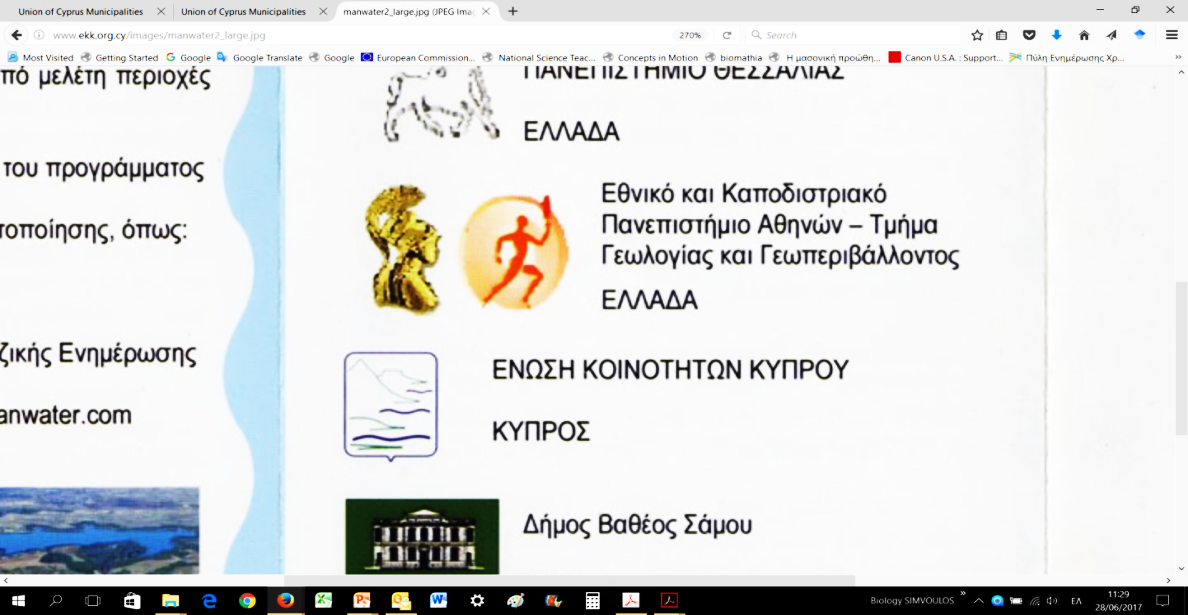 Union of Cyprus Municipalities
Union of Cyprus Municipalities
manwater2_large.jpg (JPEG Imag
www.ekk.org.cy/images/manwater2_large.jpg
270%
Search
Most Visited
Getting Started
Google
Google Translate
Google
European Commission...
National Science Teac...
Concepts in Motion
biomathia
Η μασονική προώθη...
Canon U.S.A. : Support...
Πύλη Ενημέρωσης Χρ...
πό μελέτη περιοχές
του προγράμματος
τοποίησης, όπως:
ζικής Ενημέρωσης
anwater.com
ΠΑΝΕΠΙΣΤΗΜΙΟ ΘΕΣΣΑΛΙΑΣ
ΕΛΛΑΔΑ
Εθνικό και Καποδιστριακό
Πανεπιστήμιο Αθηνών – Τμήμα
Γεωλογίας και Γεωπεριβάλλοντος
ΕΛΛΑΔΑ
ΕΝΩΣΗ ΚΟΙΝΟΤΗΤΩΝ ΚΥΠΡΟΥ
ΚΥΠΡΟΣ
Δήμος Βαθέος Σάμου
Biology SIMVOULOS
ΕΛ
11:29
28/06/2017